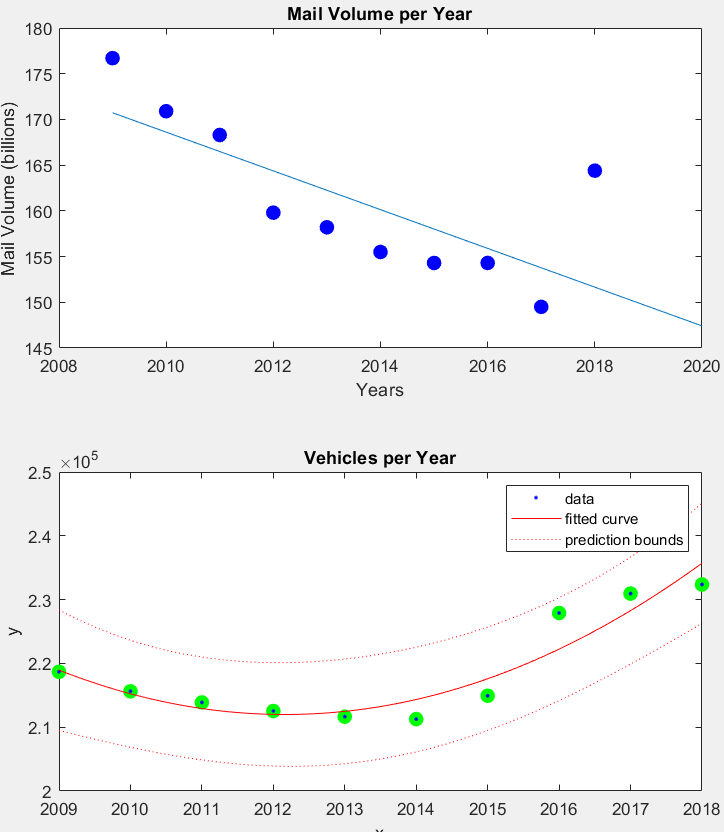 Mail Volume per Year
180
175
170
165
160
155
150
145
Mail Volume (billions)
2008 2010 2012 2014 2016 2018 2020
Years
Vehicles per Year
×10^5
2.5
2.4
2.3
2.2
2.1
2
y
data
fitted curve
prediction bounds
2009 2010 2011 2012 2013 2014 2015 2016 2017 2018